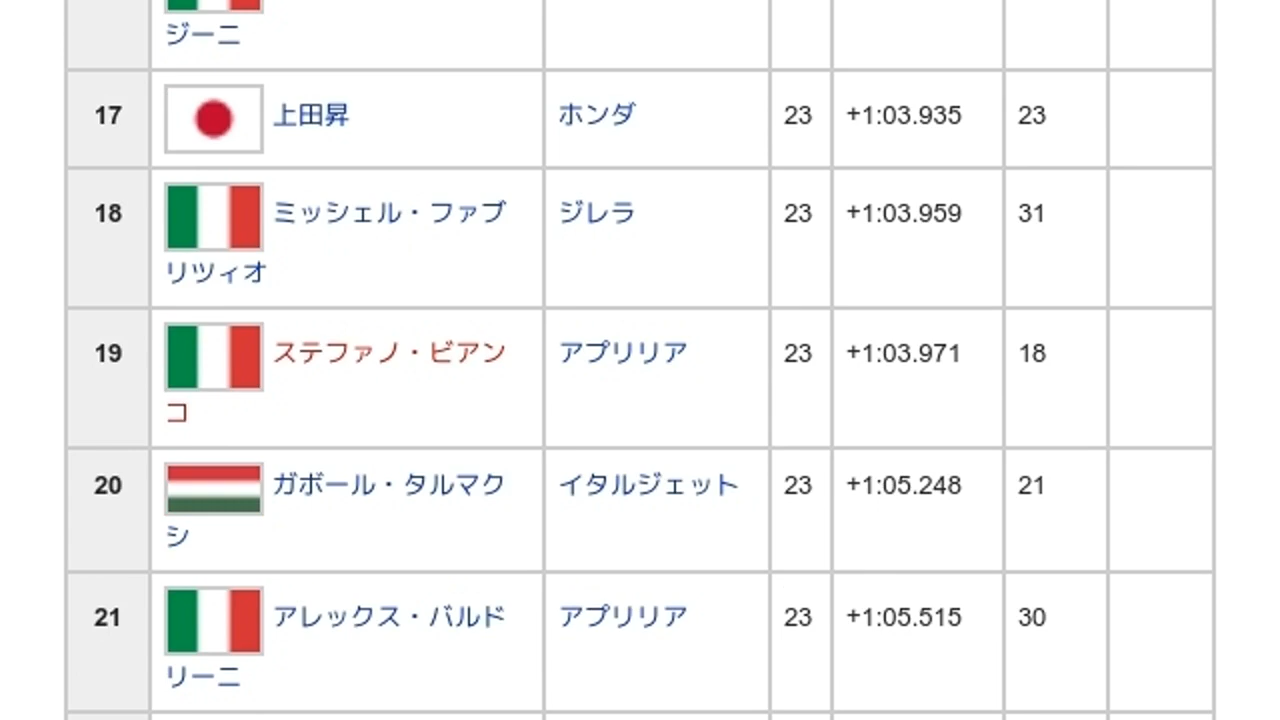 ジーニ
17 上田昇 ホンダ 23 +1:03.935 23
18 ミッシェル・ファブ ジレラ 23 +1:03.959 31
リツィオ
19 ステファノ・ビアン アプリリア 23 +1:03.971 18
コ
20 ガボール・タルマク イタルジェット 23 +1:05.248 21
シ
21 アレックス・バルド アプリリア 23 +1:05.515 30
リーニ